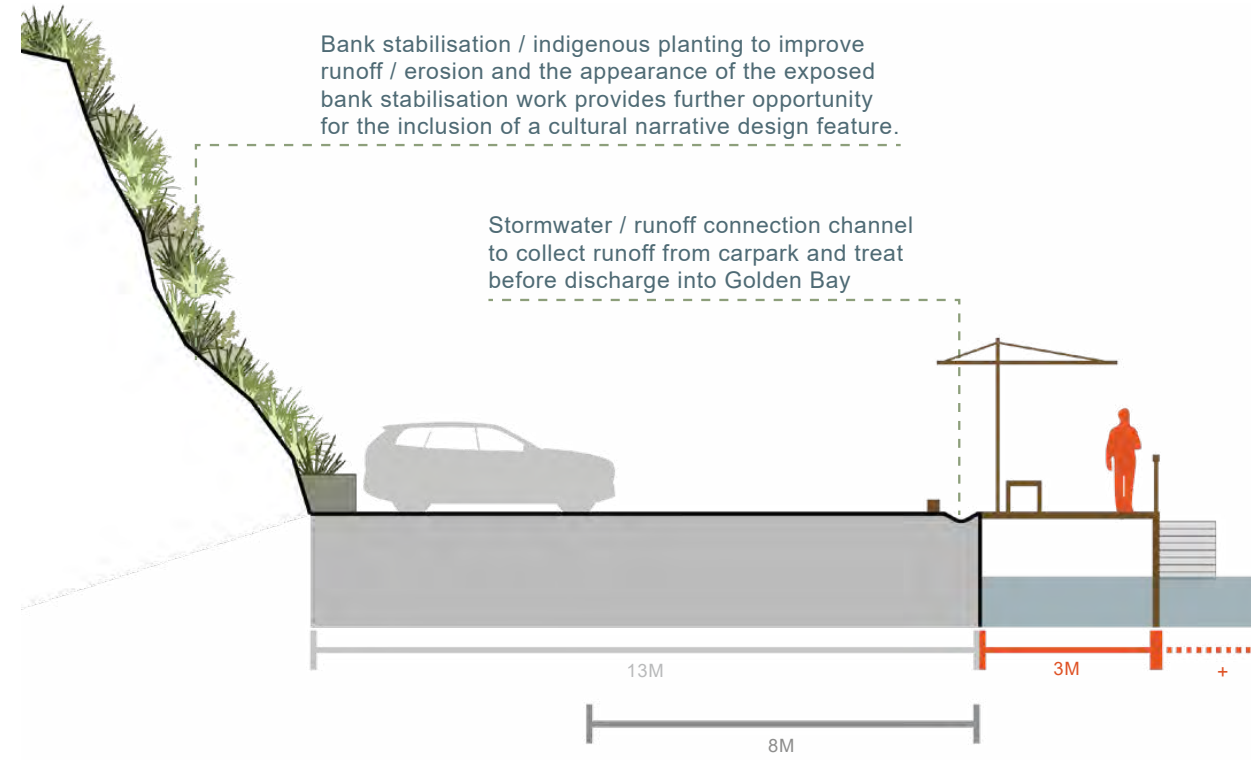 Bank stabilisation / indigenous planting to improve
runoff / erosion and the appearance of the exposed
bank stabilisation work provides further opportunity
for the inclusion of a cultural narrative design feature.
Stormwater / runoff connection channel
to collect runoff from carpark and treat
before discharge into Golden Bay
13M
3M
+
8M